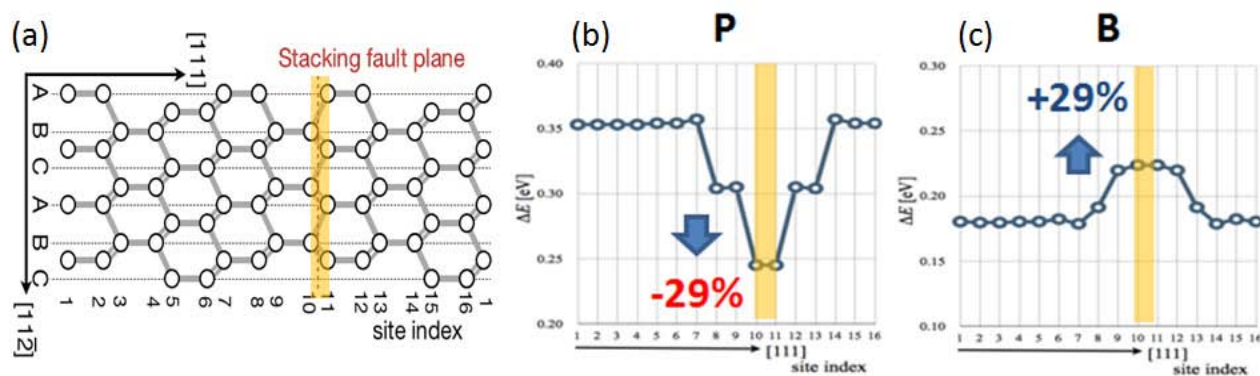 (a)
[111]
Stacking fault plane
A
B
C
A
B
C
[112̄]
1 2 3 4 5 6 7 8 9 10 11 12 13 14 15 16 1
site index
(b)
P
0.40
0.35
0.30
0.25
0.20
ΔE [eV]
-29%
1 2 3 4 5 6 7 8 9 10 11 12 13 14 15 16
[111]
site index
(c)
B
0.30
0.25
0.20
0.15
0.10
ΔE [eV]
+29%
1 2 3 4 5 6 7 8 9 10 11 12 13 14 15 16
[111]
site index